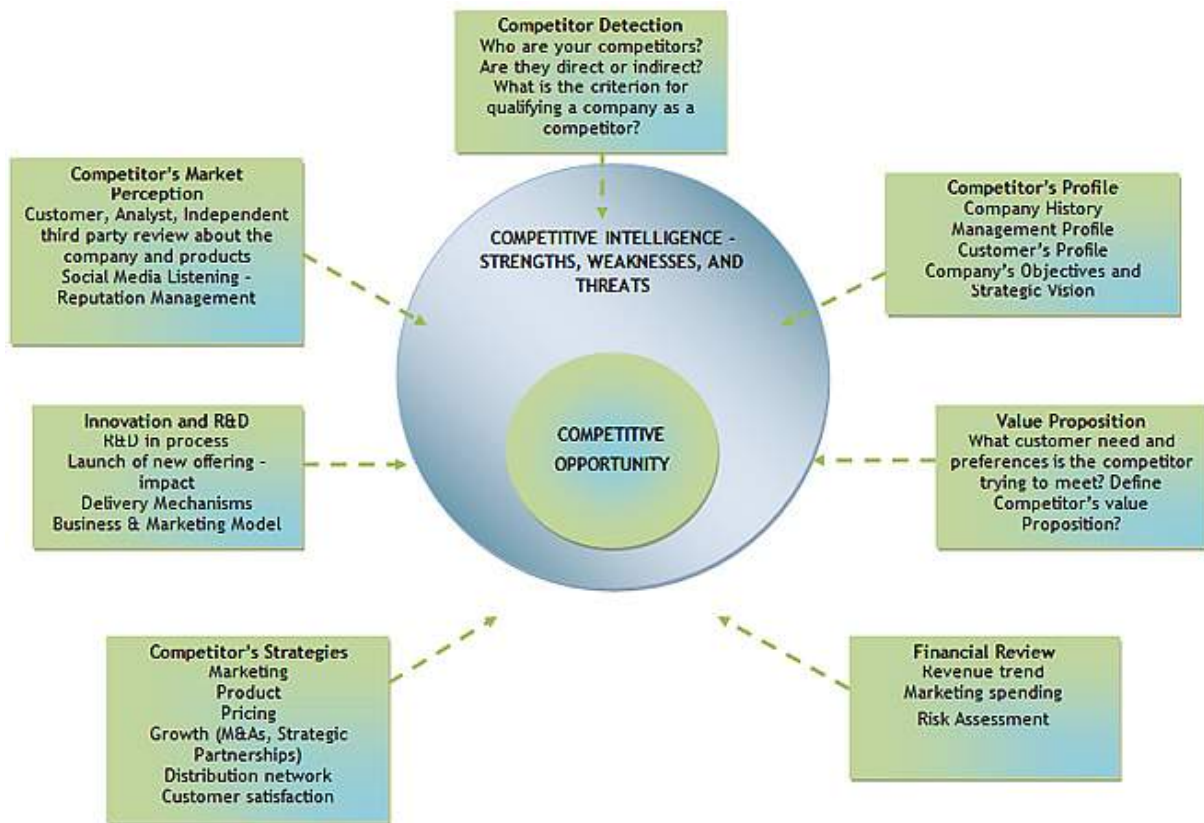 Competitor Detection
Who are your competitors?
Are they direct or indirect?
What is the criterion for
qualifying a company as a
competitor?
Competitor's Market
Perception
Customer, Analyst, Independent
third party review about the
company and products
Social Media Listening -
Reputation Management
COMPETITIVE INTELLIGENCE -
STRENGTHS, WEAKNESSES, AND
THREATS
Competitor's Profile
Company History
Management Profile
Customer's Profile
Company's Objectives and
Strategic Vision
Innovation and R&D
R&D in process
Launch of new offering -
impact
Delivery Mechanisms
Business & Marketing Model
COMPETITIVE
OPPORTUNITY
Value Proposition
What customer need and
preferences is the competitor
trying to meet? Define
Competitor's value
Proposition?
Competitor's Strategies
Marketing
Product
Pricing
Growth (M&As, Strategic
Partnerships)
Distribution network
Customer satisfaction
Financial Review
Revenue trend
Marketing spending
Risk Assessment